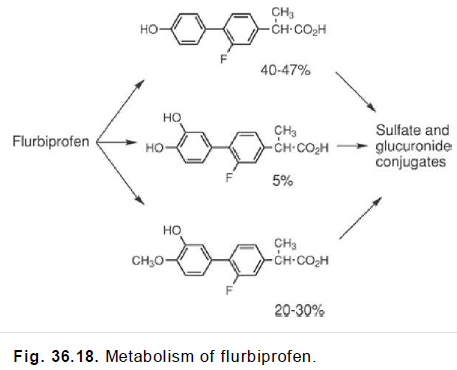 CH3
HO
CH·CO2H
F
40-47%
HO
CH3
Flurbiprofen
HO
CH·CO2H
Sulfate and
glucuronide
conjugates
F
5%
HO
CH3
CH3O
CH·CO2H
F
20-30%
Fig. 36.18. Metabolism of flurbiprofen.